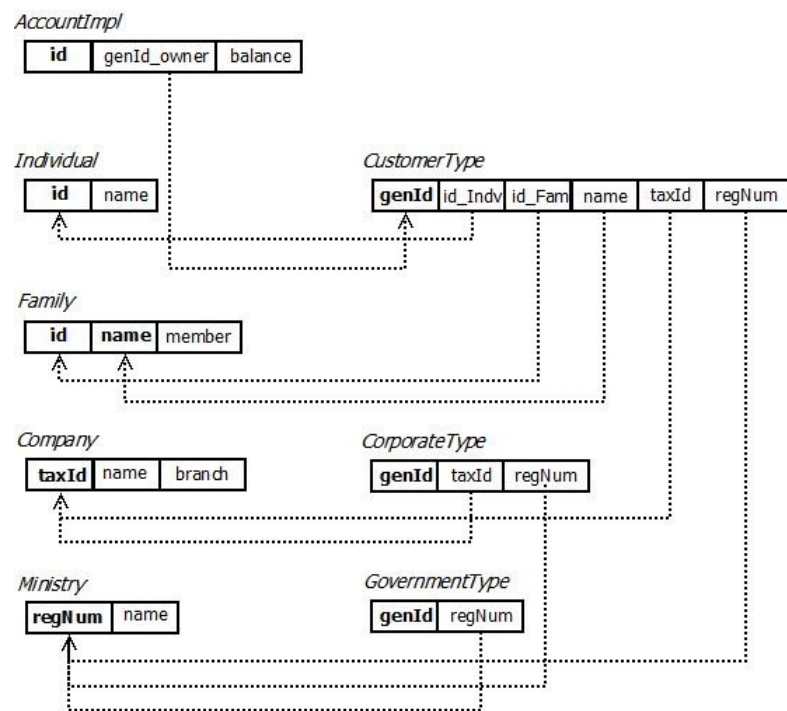 AccountImpl
id genId_owner balance
Individual CustomerType
id name genId id_Indv id_Fam name taxId regNum
Family
id name member
Company CorporateType
taxId name branch genId taxId regNum
Ministry GovernmentType
regNum name genId regNum